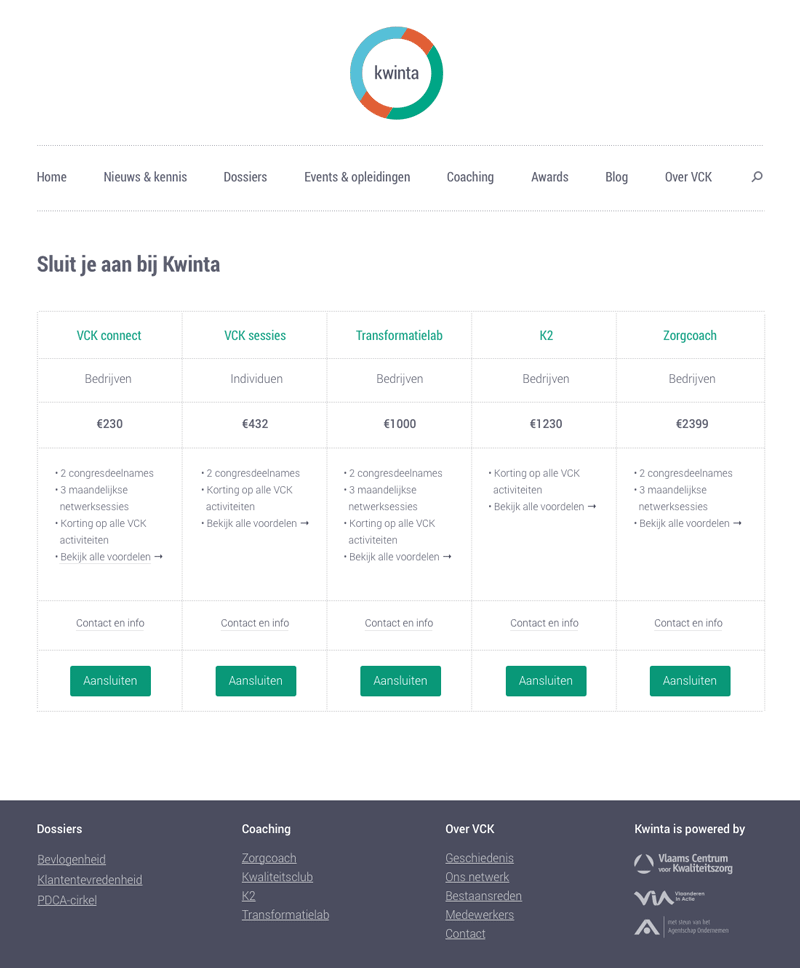 kwinta
Home Nieuws & kennis Dossiers Events & opleidingen Coaching Awards Blog Over VCK
Sluit je aan bij Kwinta
VCK connect VCK sessies Transformatielab K2 Zorgcoach
Bedrijven Individuen Bedrijven Bedrijven Bedrijven
€230 €432 €1000 €1230 €2399
• 2 congresdeelnames
• 3 maandelijkse
netwerksessies
• Korting op alle VCK
activiteiten
• Bekijk alle voordelen ➝
• 2 congresdeelnames
• Korting op alle VCK
activiteiten
• Bekijk alle voordelen ➝
• 2 congresdeelnames
• 3 maandelijkse
netwerksessies
• Korting op alle VCK
activiteiten
• Bekijk alle voordelen ➝
• Korting op alle VCK
activiteiten
• Bekijk alle voordelen ➝
• 2 congresdeelnames
• 3 maandelijkse
netwerksessies
• Bekijk alle voordelen ➝
Contact en info Contact en info Contact en info Contact en info Contact en info
Aansluiten Aansluiten Aansluiten Aansluiten Aansluiten
Dossiers
Bevlogenheid
Klantentevredenheid
PDCA-cirkel
Coaching
Zorgcoach
Kwaliteitsclub
K2
Transformatielab
Over VCK
Geschiedenis
Ons netwerk
Bestaansreden
Medewerkers
Contact
Kwinta is powered by
Vlaams Centrum
voor Kwaliteitszorg
ViA Vlaanderen
in Actie
met steun van het
Agentschap Ondernemen